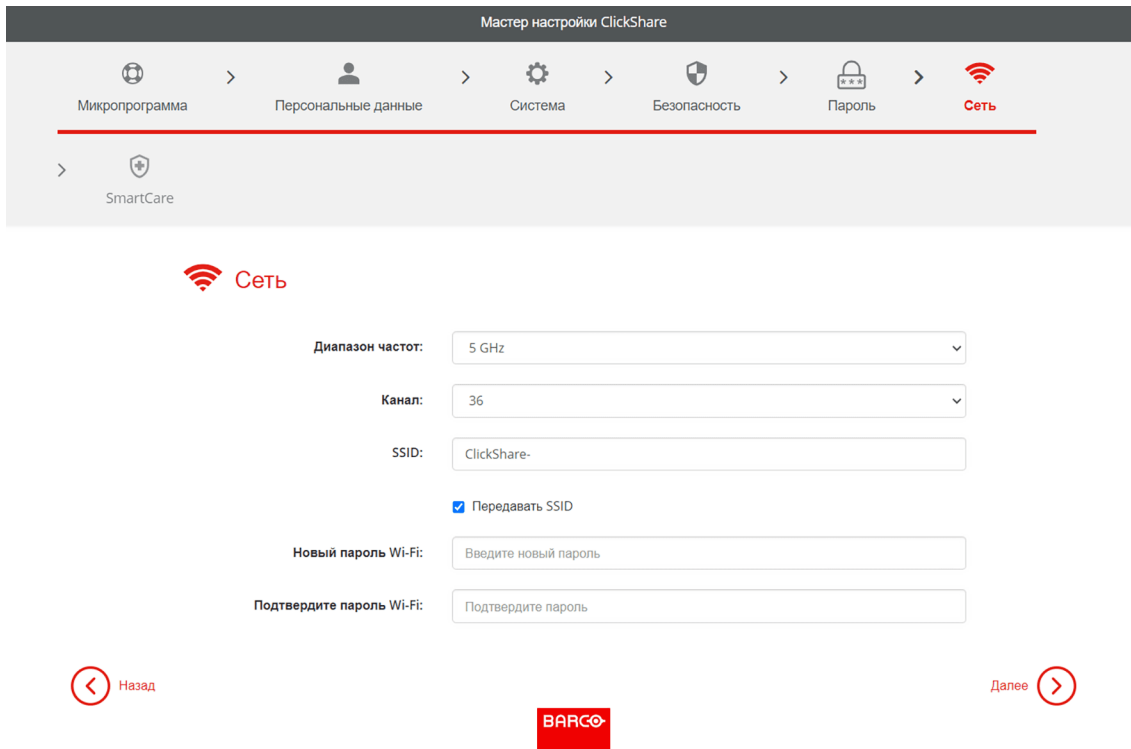 Мастер настройки ClickShare
Микропрограмма
Персональные данные
Система
Безопасность
Пароль
Сеть
SmartCare
Сеть
Диапазон частот: 5 GHz
Канал: 36
SSID: ClickShare-
Передавать SSID
Новый пароль Wi-Fi: Введите новый пароль
Подтвердите пароль Wi-Fi: Подтвердите пароль
Назад
Далее
BARCO